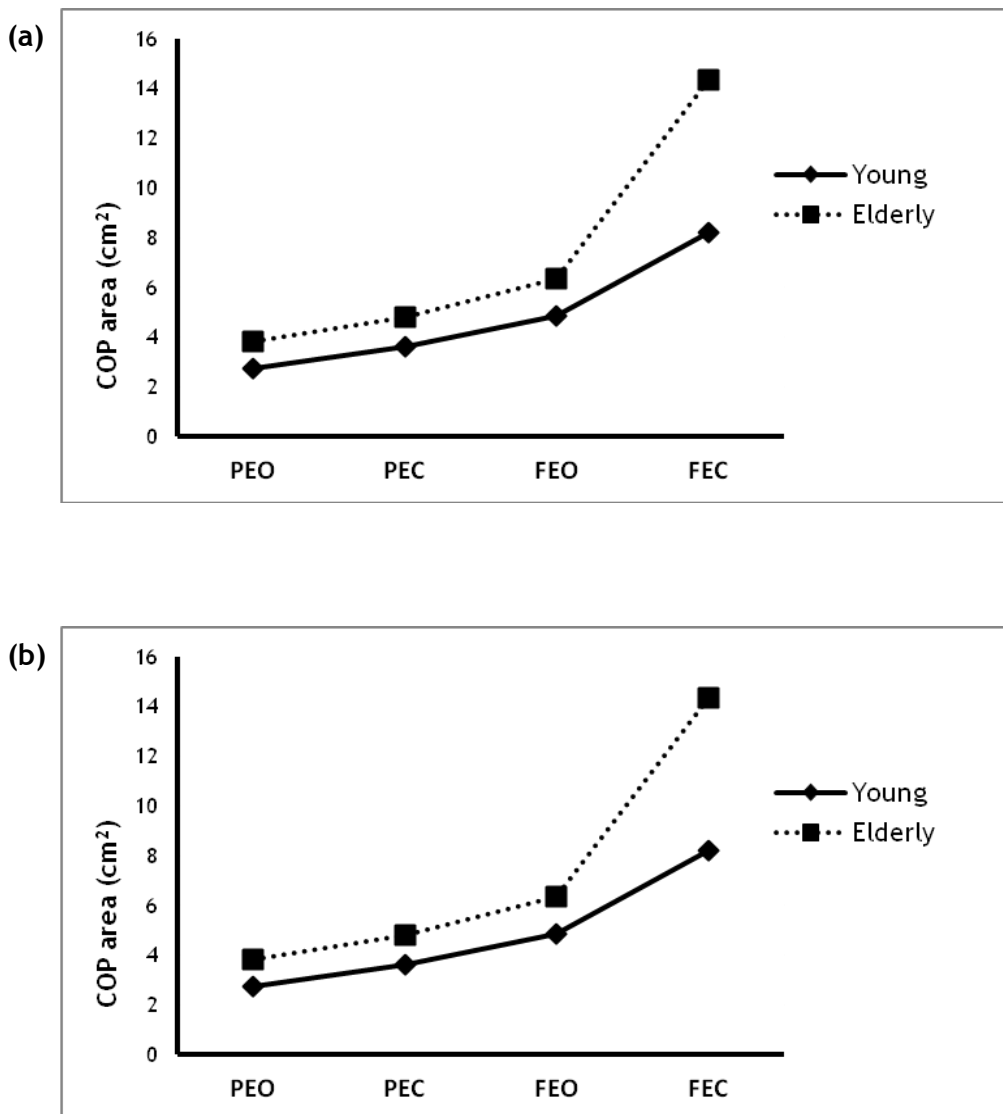 (a)
16
14
12
10
8
6
4
2
0
COP area (cm²)
PEO PEC FEO FEC
Young
Elderly
(b)
16
14
12
10
8
6
4
2
0
COP area (cm²)
PEO PEC FEO FEC
Young
Elderly